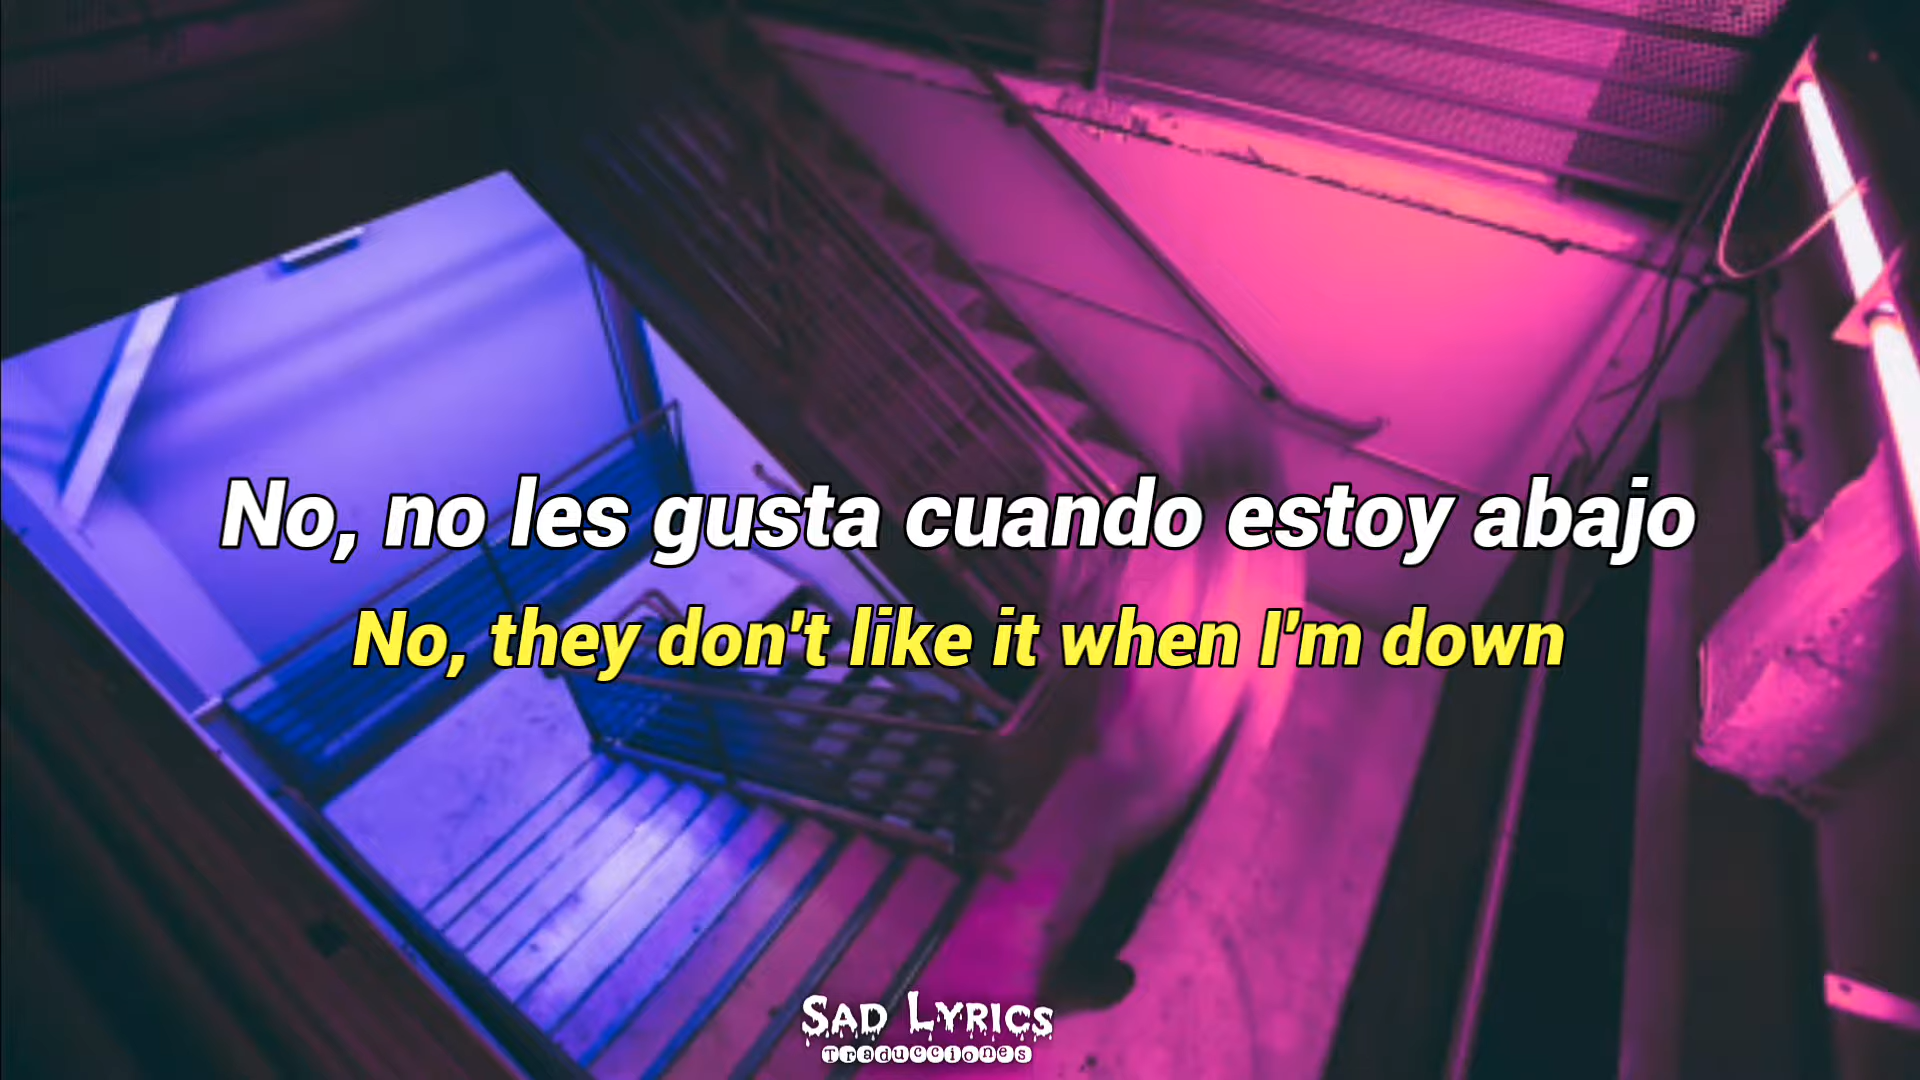 No, no les gusta cuando estoy abajo
No, they don't like it when I'm down
SAD LYRICS
Traducciones